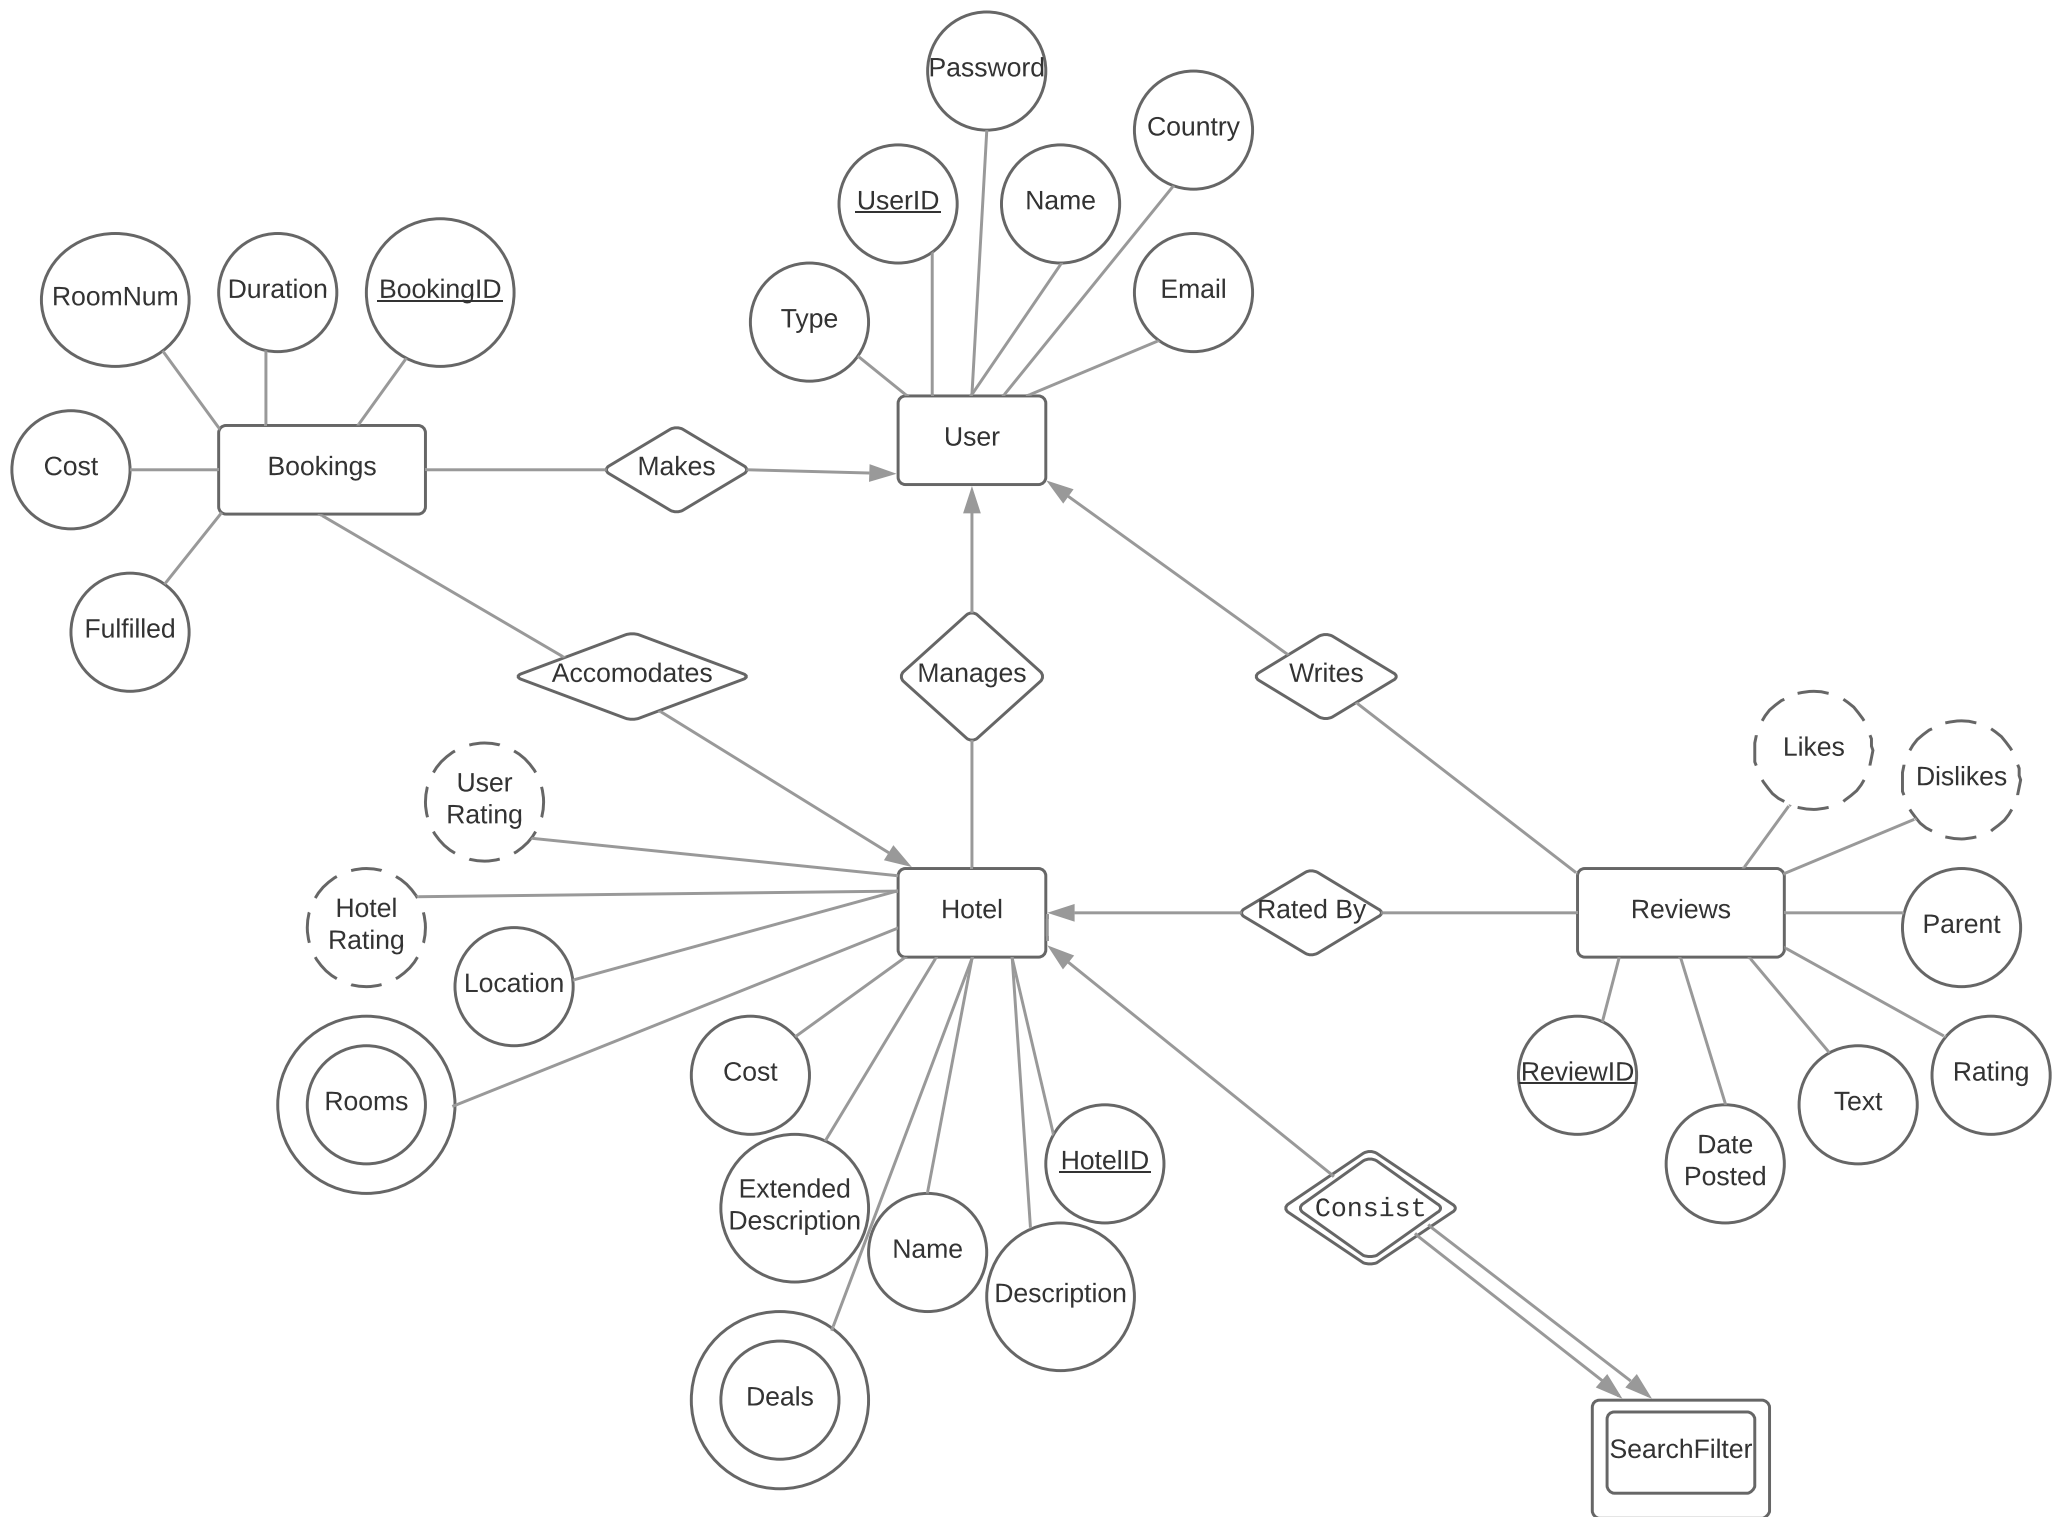 Password
Country
UserID
Name
RoomNum
Duration
BookingID
Type
Email
Cost
Bookings
Makes
User
Fulfilled
Accomodates
Manages
Writes
User
Rating
Likes
Dislikes
Hotel
Rating
Hotel
Rated By
Reviews
Parent
Location
Rooms
Cost
ReviewID
Text
Rating
Date
Posted
Extended
Description
HotelID
Name
Description
Consist
Deals
SearchFilter